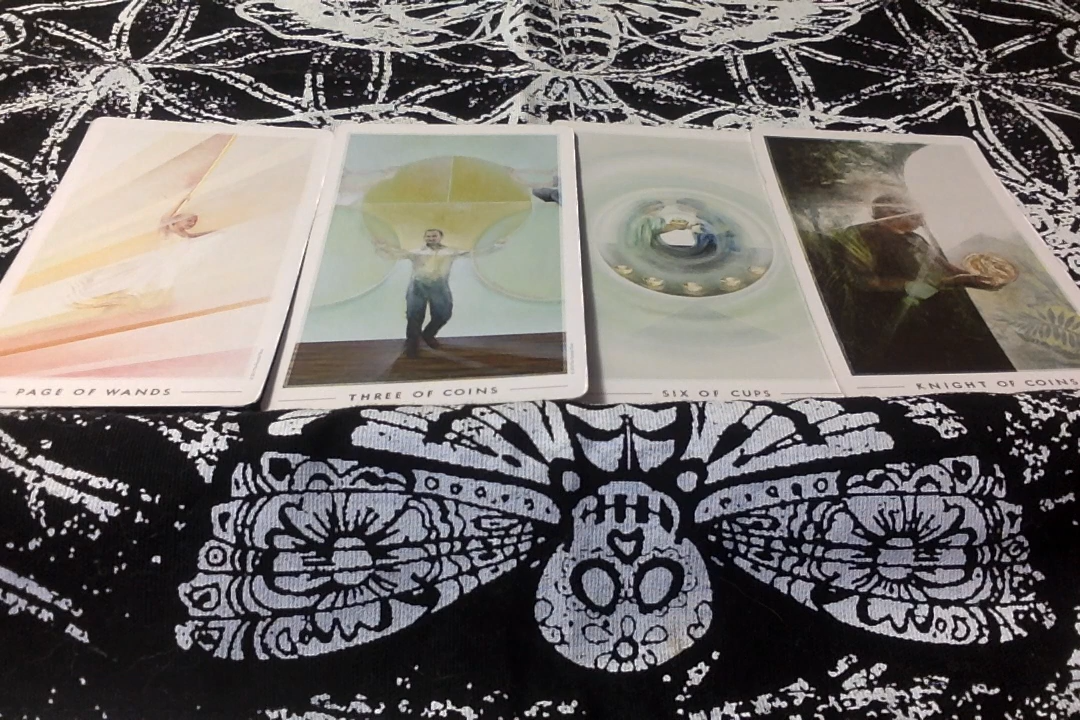 PAGE OF WANDS
THREE OF COINS
SIX OF CUPS
KNIGHT OF COINS